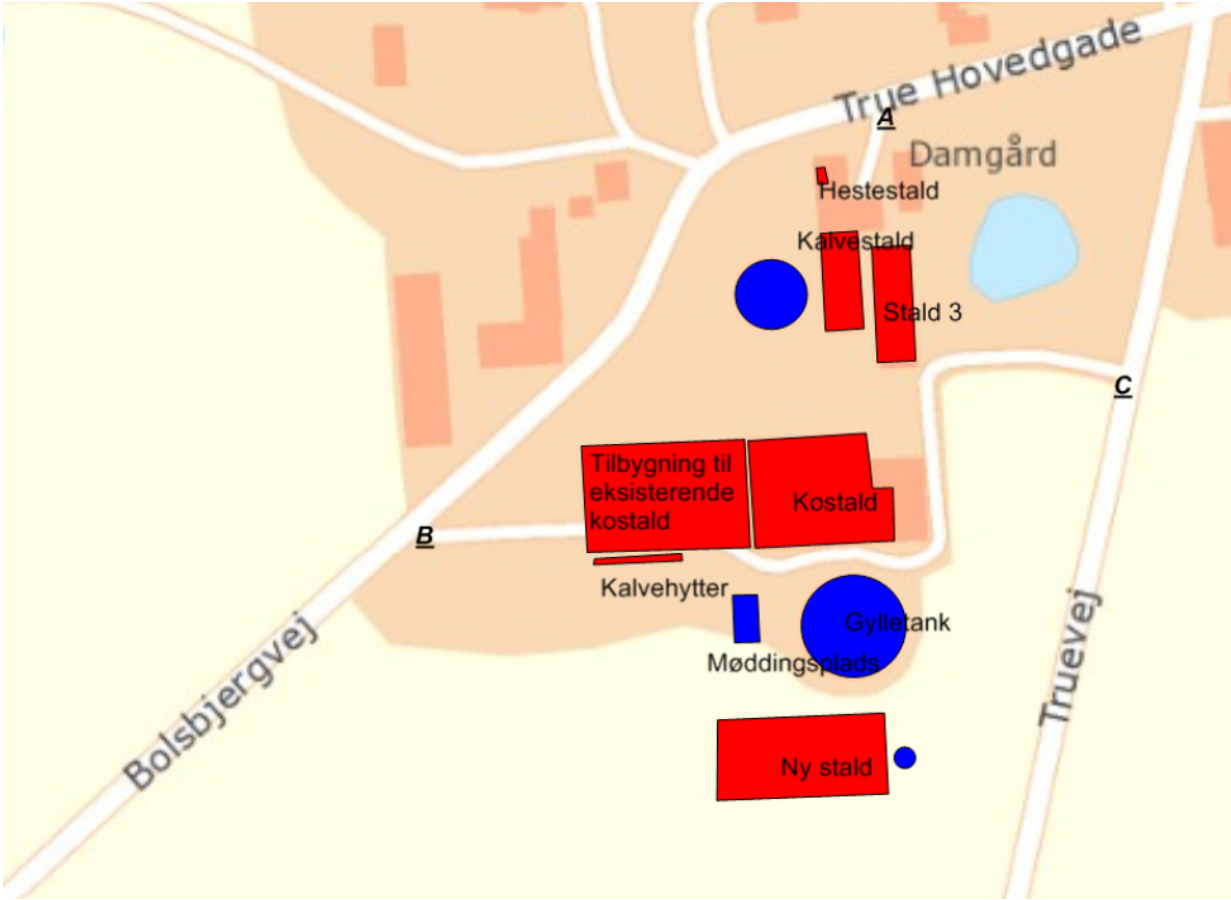 True Hovedgade
A
Damgård
Hestestald
Kalvestald
Stald 3
C
Tilbygning til
eksisterende
kostald
Kostald
B
Kalvehytter
Gylletank
Møddingsplads
Bolsbjergvej
Truevej
Ny stald